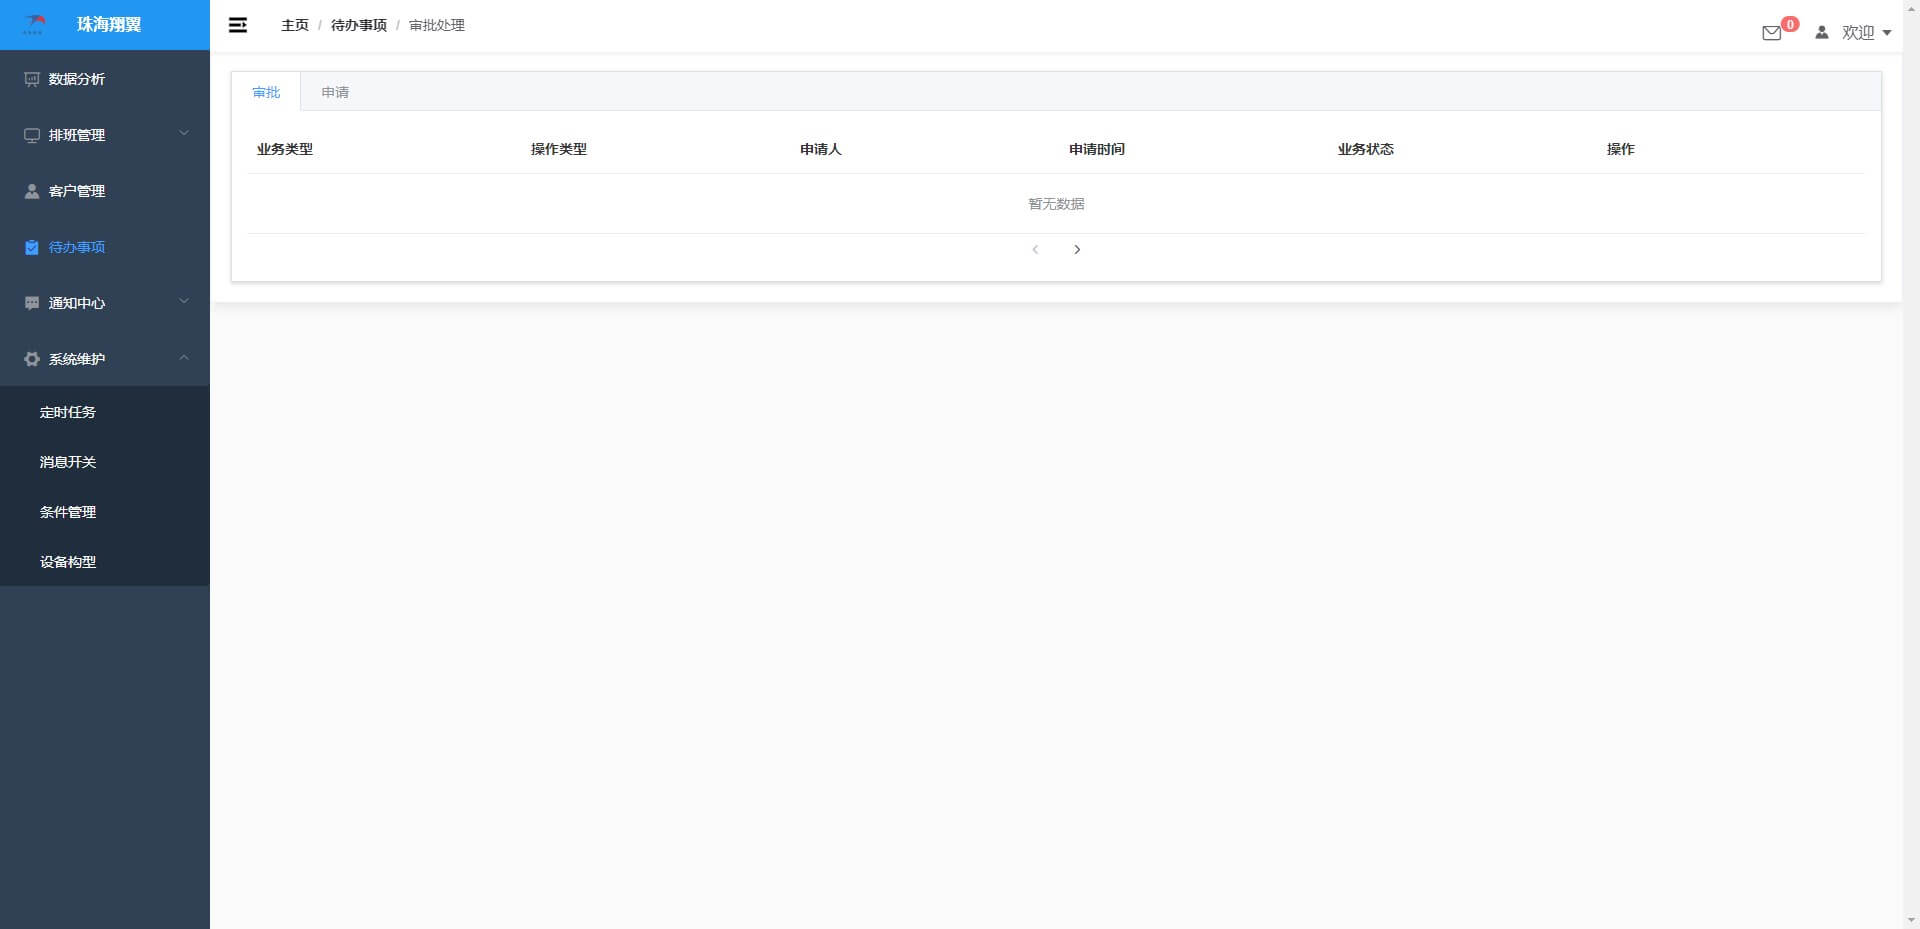 珠海翔翼
主页 / 待办事项 / 审批处理
0
欢迎
数据分析
排班管理
客户管理
待办事项
通知中心
系统维护
定时任务
消息开关
条件管理
设备构型
审批 申请
业务类型 操作类型 申请人 申请时间 业务状态 操作
暂无数据